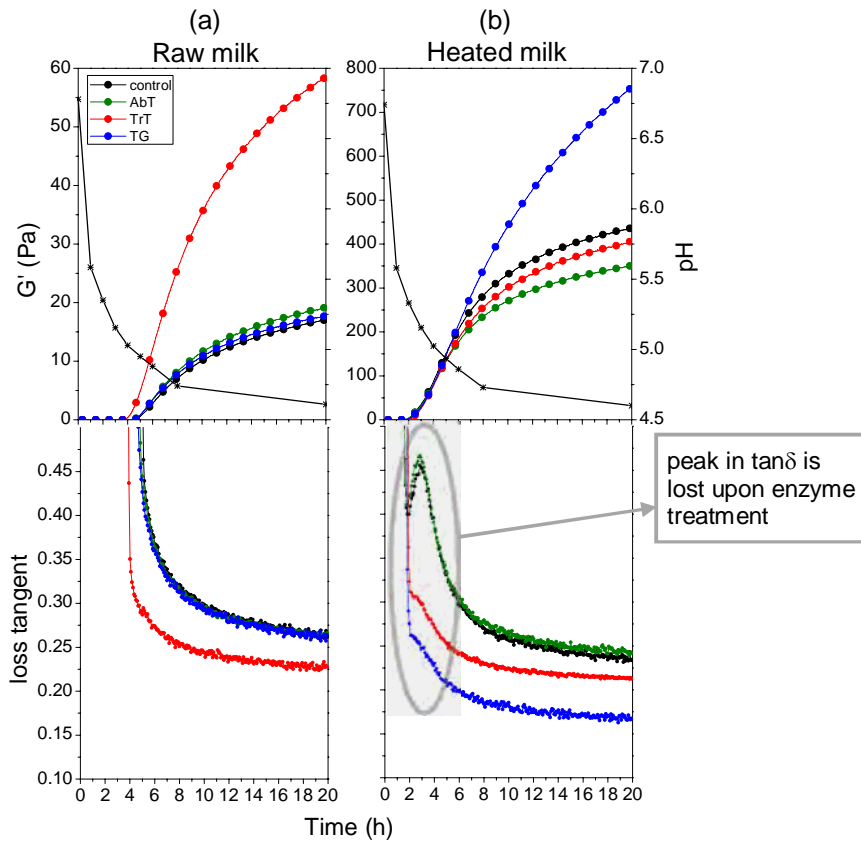 (a)
(b)
Raw milk
Heated milk
60
50
40
30
20
10
0
G' (Pa)
control
AbT
TrT
TG
800
700
600
500
400
300
200
100
0
7.0
6.5
6.0
5.5
5.0
4.5
pH
0.45
0.40
0.35
0.30
0.25
0.20
0.15
0.10
loss tangent
peak in tanδ is
lost upon enzyme
treatment
0 2 4 6 8 10 12 14 16 18 20
0 2 4 6 8 10 12 14 16 18 20
Time (h)